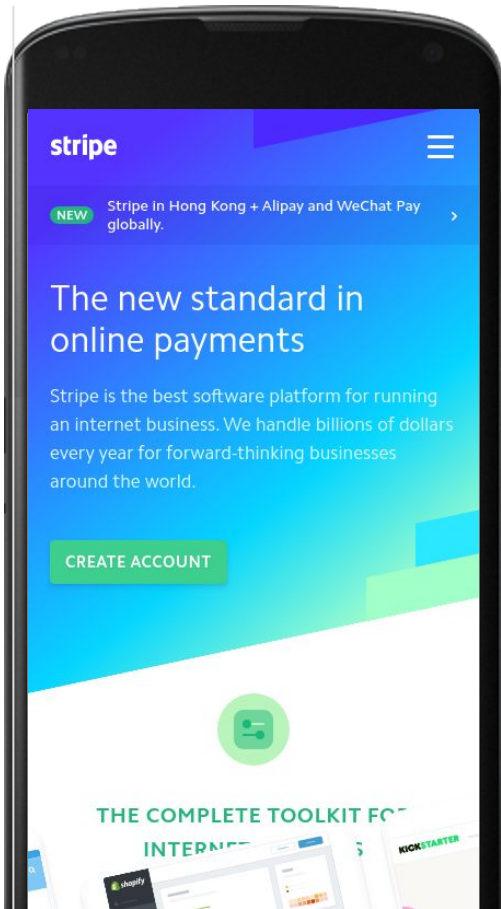 stripe
NEW
Stripe in Hong Kong + Alipay and WeChat Pay
globally.
The new standard in
online payments
Stripe is the best software platform for running
an internet business. We handle billions of dollars
every year for forward-thinking businesses
around the world.
CREATE ACCOUNT
THE COMPLETE TOOLKIT FOR
KICKSTARTER
shopify